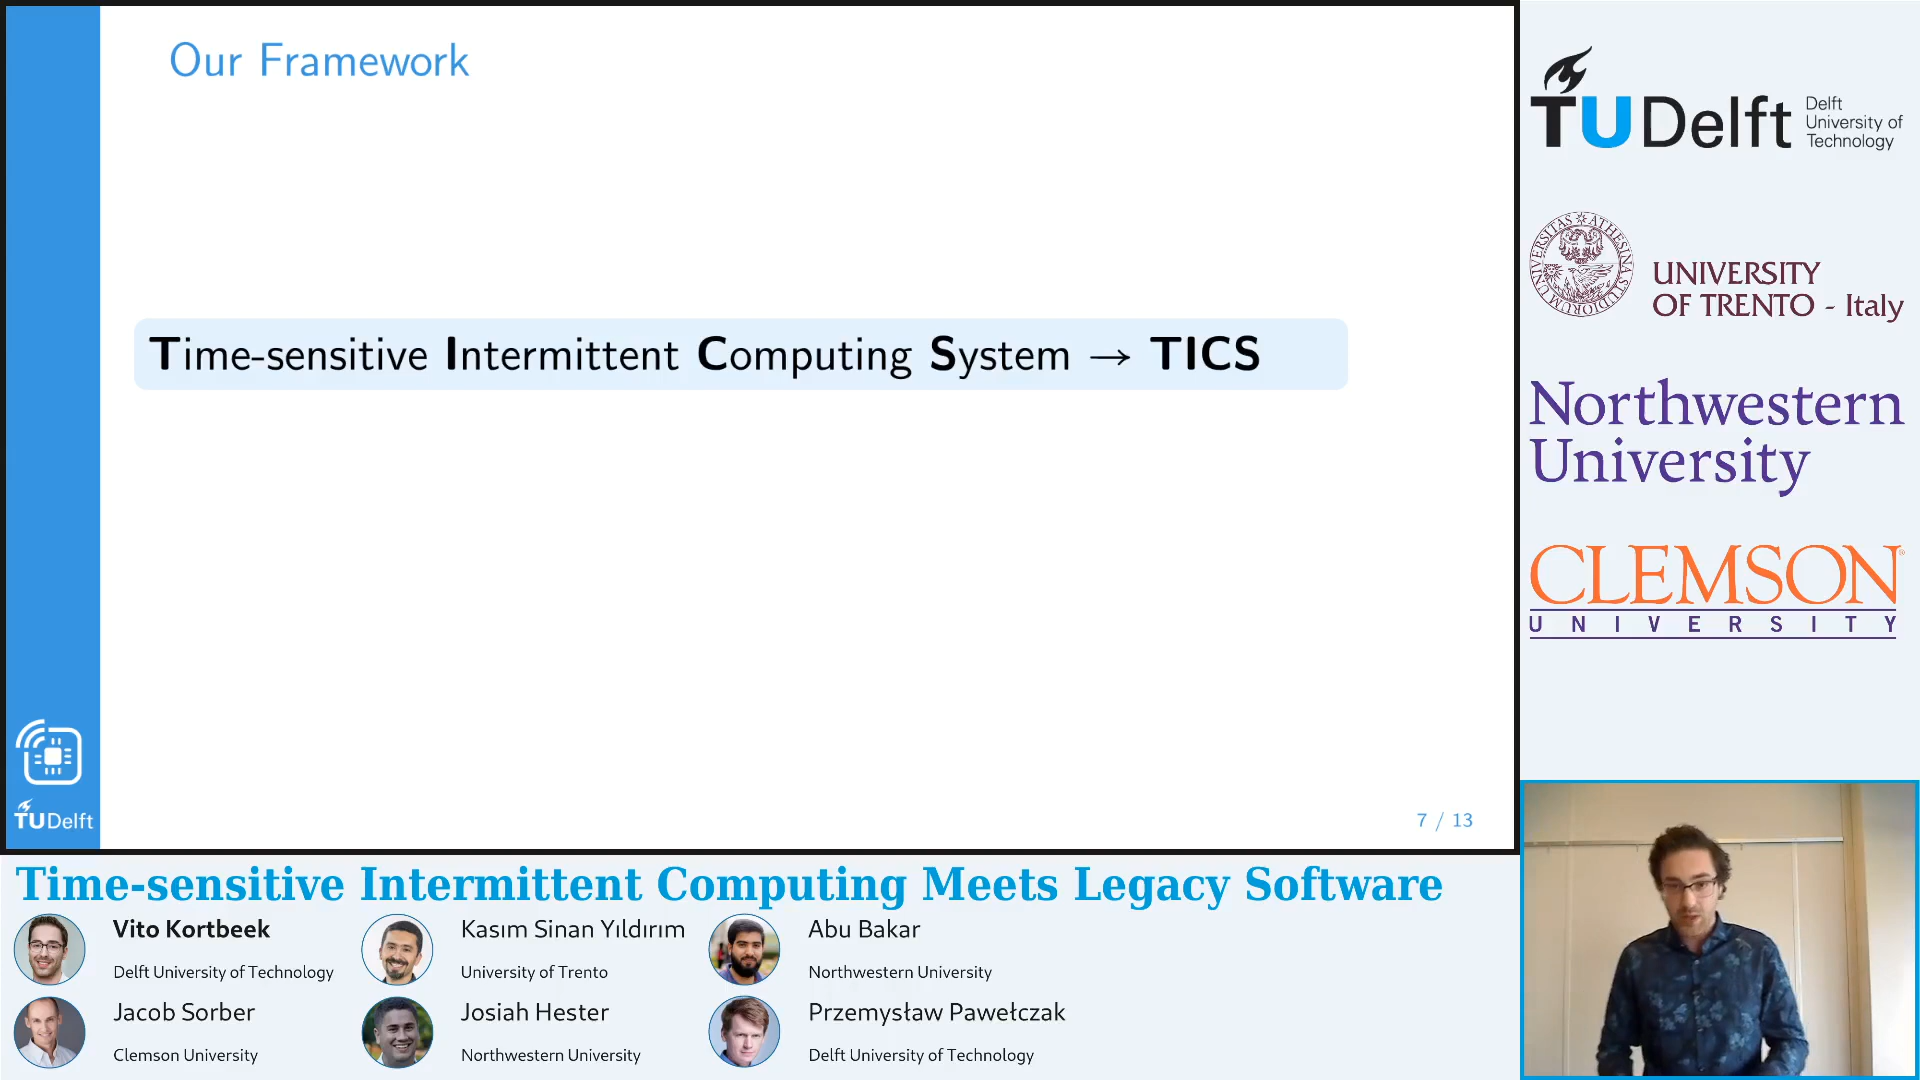 Our Framework
Time-sensitive Intermittent Computing System → TICS
7 / 13
TUDelft
TUDelft
Delft
University of
Technology
UNIVERSITY
OF TRENTO - Italy
Northwestern
University
CLEMSON
UNIVERSITY
Time-sensitive Intermittent Computing Meets Legacy Software
Vito Kortbeek
Delft University of Technology
Kasım Sinan Yıldırım
University of Trento
Abu Bakar
Northwestern University
Jacob Sorber
Clemson University
Josiah Hester
Northwestern University
Przemysław Pawełczak
Delft University of Technology